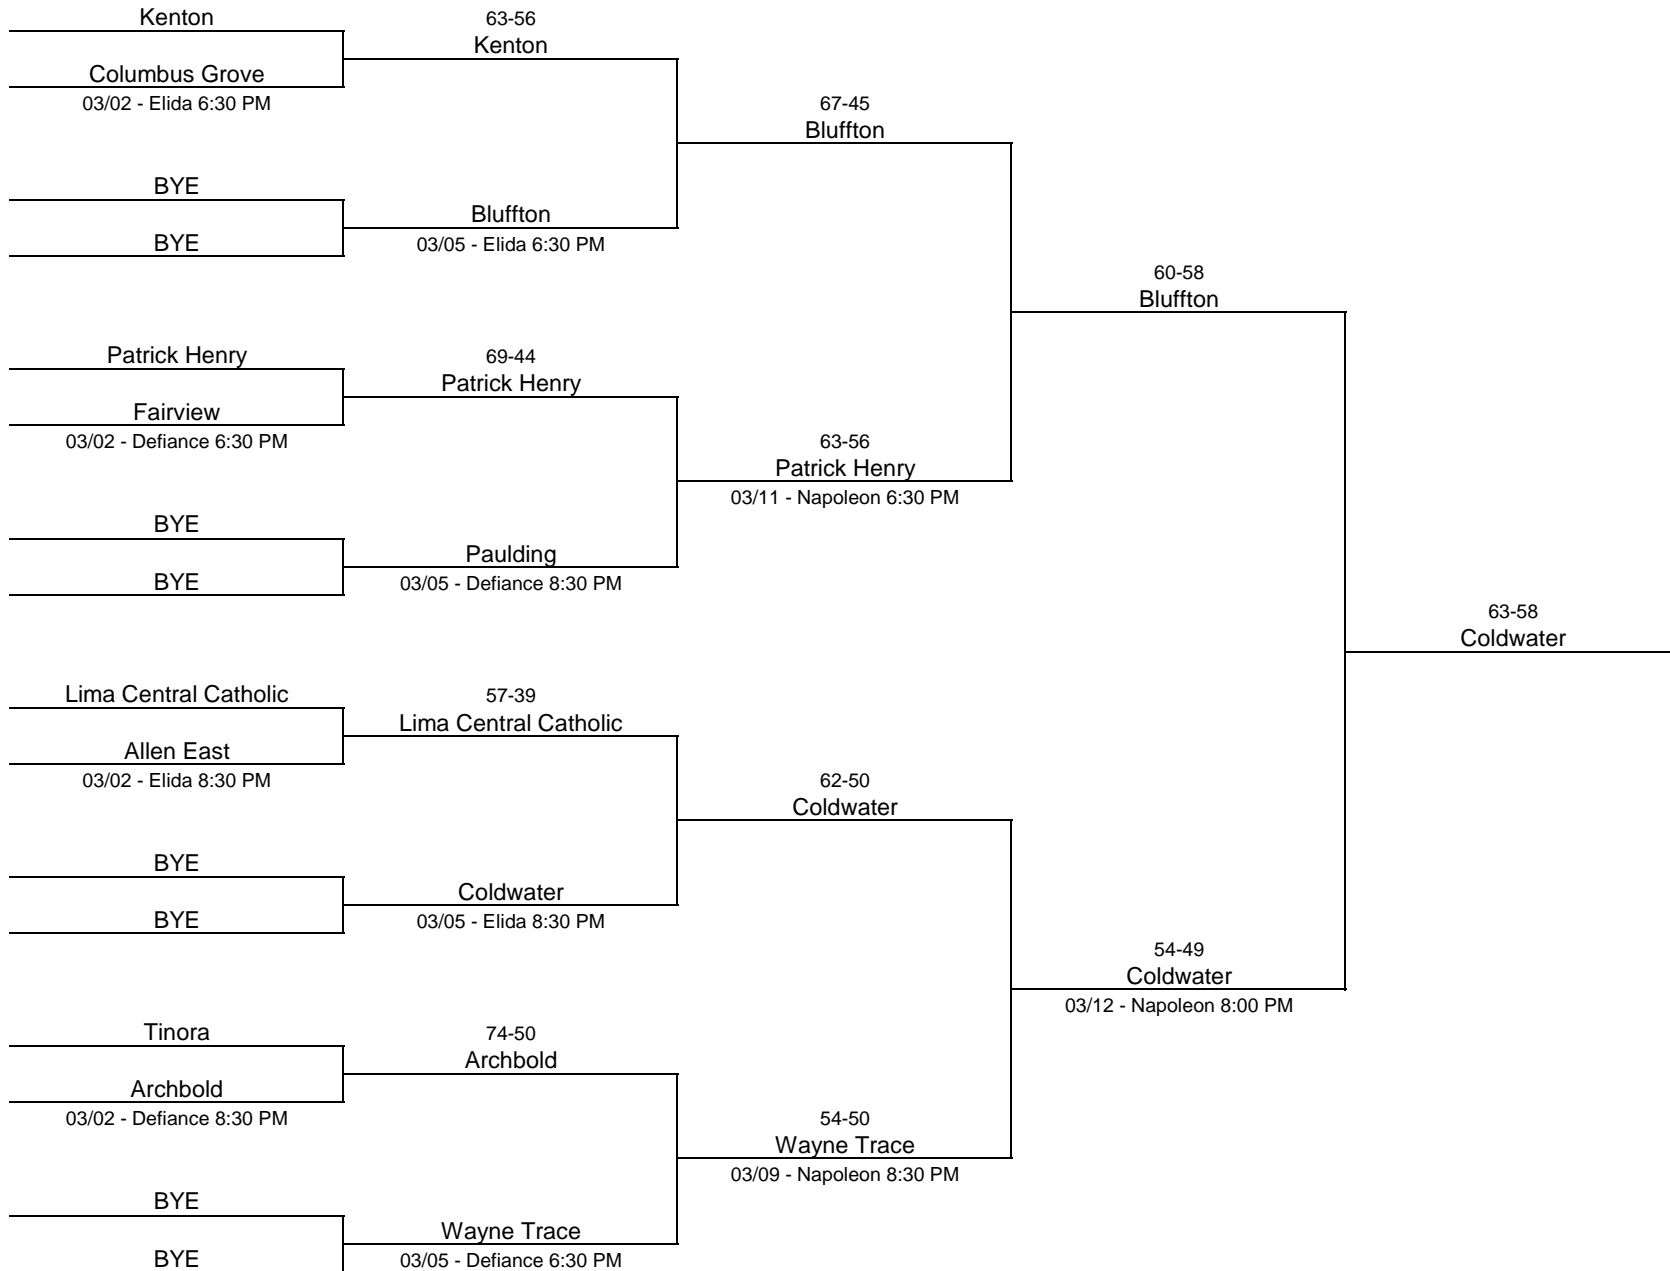 Kenton
Columbus Grove
03/02 - Elida 6:30 PM
BYE
BYE
Patrick Henry
Fairview
03/02 - Defiance 6:30 PM
BYE
BYE
Lima Central Catholic
Allen East
03/02 - Elida 8:30 PM
BYE
BYE
Tinora
Archbold
03/02 - Defiance 8:30 PM
BYE
BYE
63-56
Kenton
Bluffton
03/05 - Elida 6:30 PM
69-44
Patrick Henry
Paulding
03/05 - Defiance 8:30 PM
57-39
Lima Central Catholic
Coldwater
03/05 - Elida 8:30 PM
74-50
Archbold
Wayne Trace
03/05 - Defiance 6:30 PM
67-45
Bluffton
63-56
Patrick Henry
03/11 - Napoleon 6:30 PM
62-50
Coldwater
54-50
Wayne Trace
03/09 - Napoleon 8:30 PM
60-58
Bluffton
54-49
Coldwater
03/12 - Napoleon 8:00 PM
63-58
Coldwater